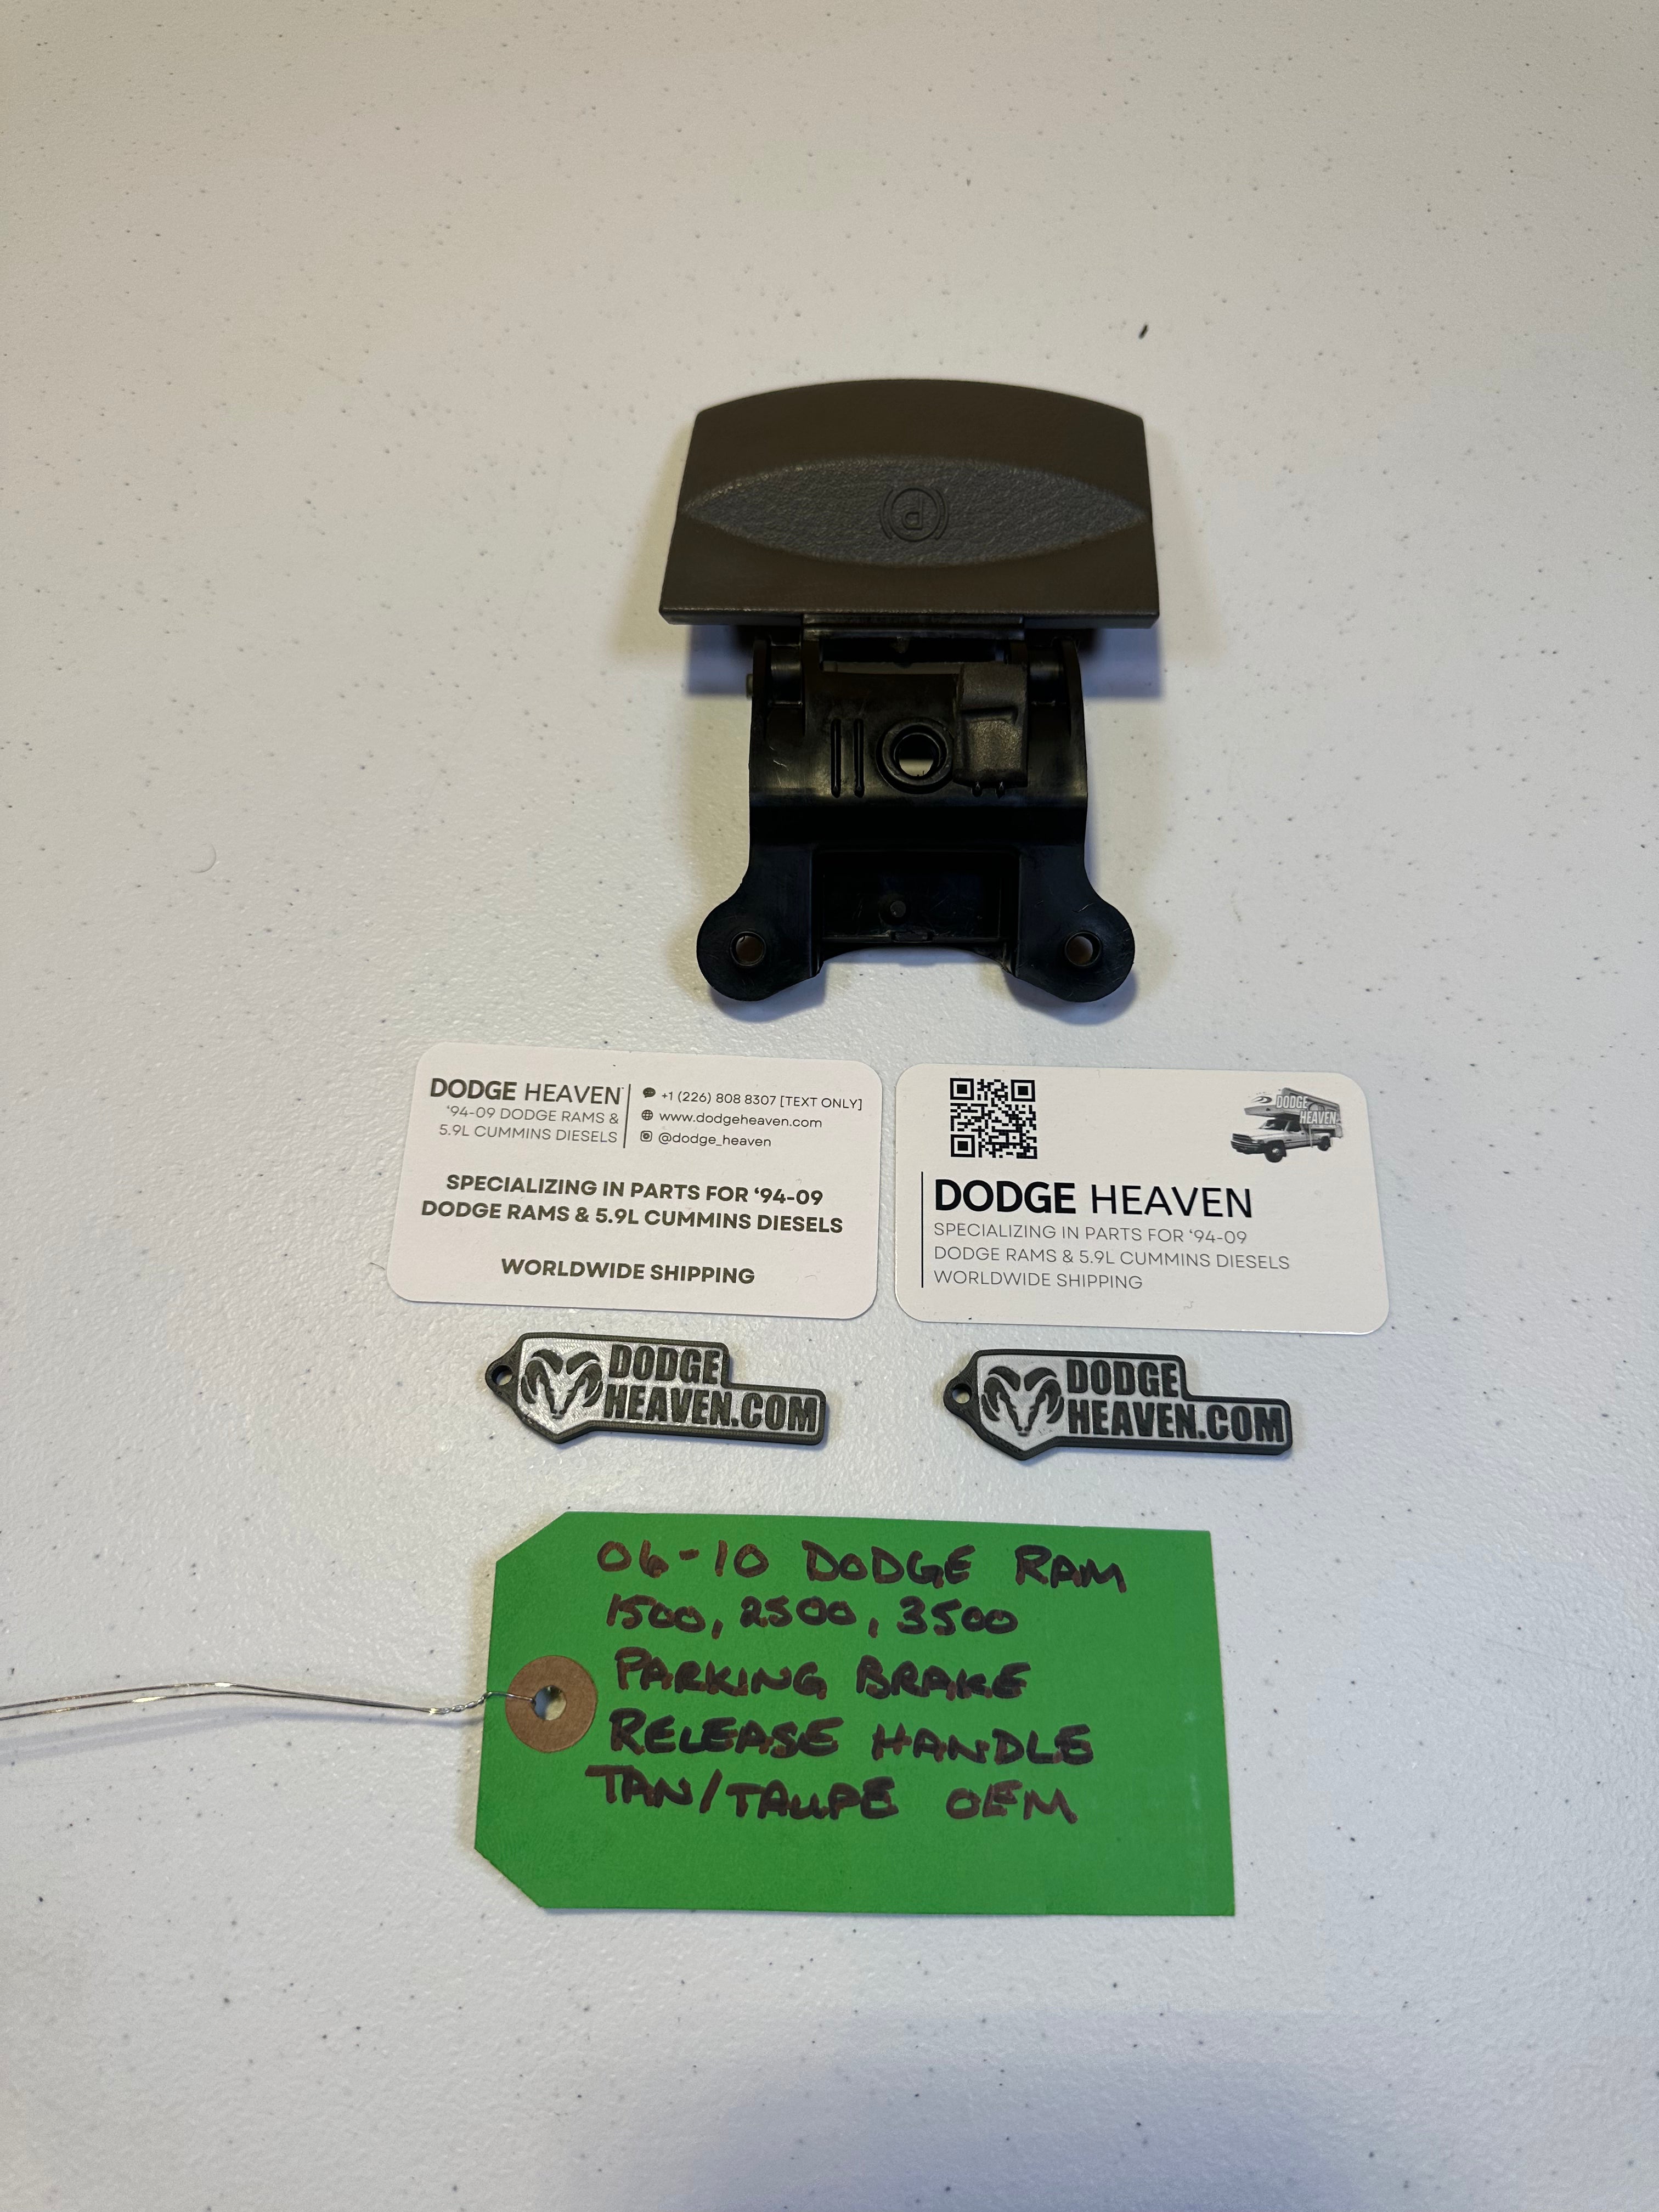 P
DODGE HEAVEN
'94-09 DODGE RAMS &
5.9L CUMMINS DIESELS
+1 (226) 808 8307 [TEXT ONLY]
www.dodgeheaven.com
@dodge_heaven
SPECIALIZING IN PARTS FOR '94-09
DODGE RAMS & 5.9L CUMMINS DIESELS
WORLDWIDE SHIPPING
DODGE
HEAVEN
DODGE HEAVEN
SPECIALIZING IN PARTS FOR '94-09
DODGE RAMS & 5.9L CUMMINS DIESELS
WORLDWIDE SHIPPING
DODGE
HEAVEN.COM
DODGE
HEAVEN.COM
06-10 DODGE RAM
1500, 2500, 3500
PARKING BRAKE
RELEASE HANDLE
TAN/TAUPE OEM